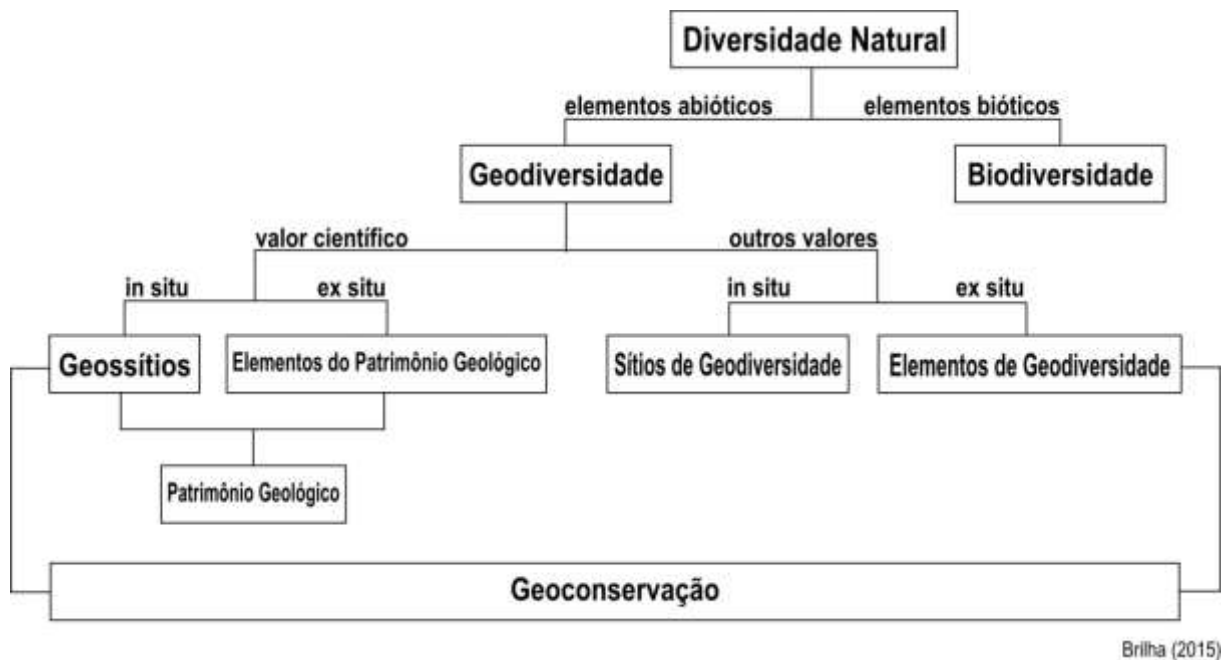 Diversidade Natural
elementos abióticos
elementos bióticos
Geodiversidade
Biodiversidade
valor científico
outros valores
in situ
ex situ
in situ
ex situ
Geossítios
Elementos do Patrimônio Geológico
Sítios de Geodiversidade
Elementos de Geodiversidade
Patrimônio Geológico
Geoconservação
Brilha (2015)